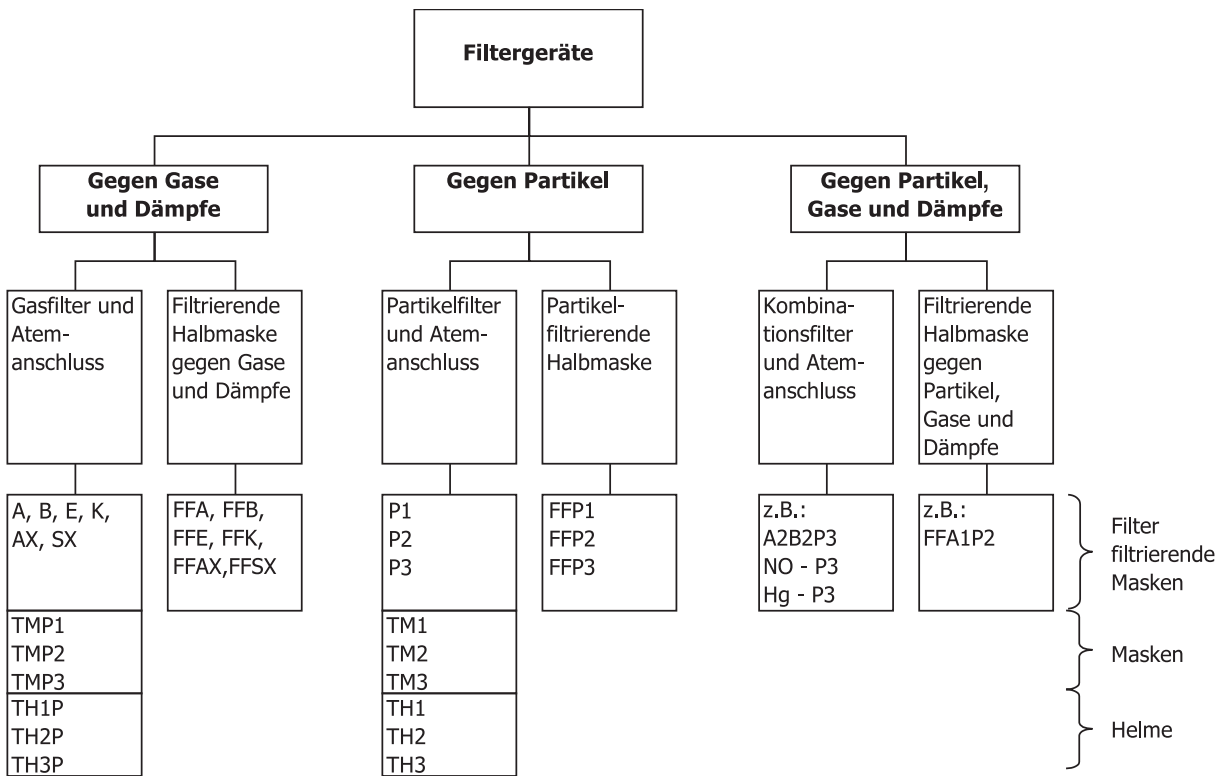 Filtergeräte
Gegen Gase
und Dämpfe
Gegen Partikel
Gegen Partikel,
Gase und Dämpfe
Gasfilter und
Atem-
anschluss
Filtrierende
Halbmaske
gegen Gase
und Dämpfe
Partikelfilter
und Atem-
anschluss
Partikel-
filtrierende
Halbmaske
Kombina-
tionsfilter
und Atem-
anschluss
Filtrierende
Halbmaske
gegen
Partikel,
Gase und
Dämpfe
A, B, E, K,
AX, SX
FFA, FFB,
FFE, FFK,
FFAX,FFSX
P1
P2
P3
FFP1
FFP2
FFP3
z.B.:
A2B2P3
NO - P3
Hg - P3
z.B.:
FFA1P2
Filter
filtrierende
Masken
TMP1
TMP2
TMP3
TM1
TM2
TM3
Masken
TH1P
TH2P
TH3P
TH1
TH2
TH3
Helme